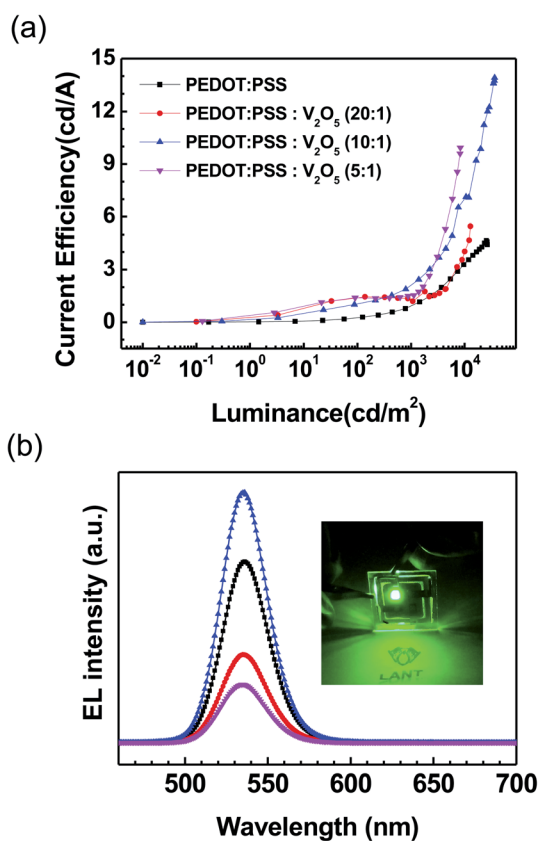 (a)
15
12
9
6
3
0
Current Efficiency(cd/A)
PEDOT:PSS
PEDOT:PSS : V₂O₅ (20:1)
PEDOT:PSS : V₂O₅ (10:1)
PEDOT:PSS : V₂O₅ (5:1)
10⁻² 10⁻¹ 10⁰ 10¹ 10² 10³ 10⁴
Luminance(cd/m²)
(b)
EL intensity (a.u.)
LANT
500 550 600 650 700
Wavelength (nm)